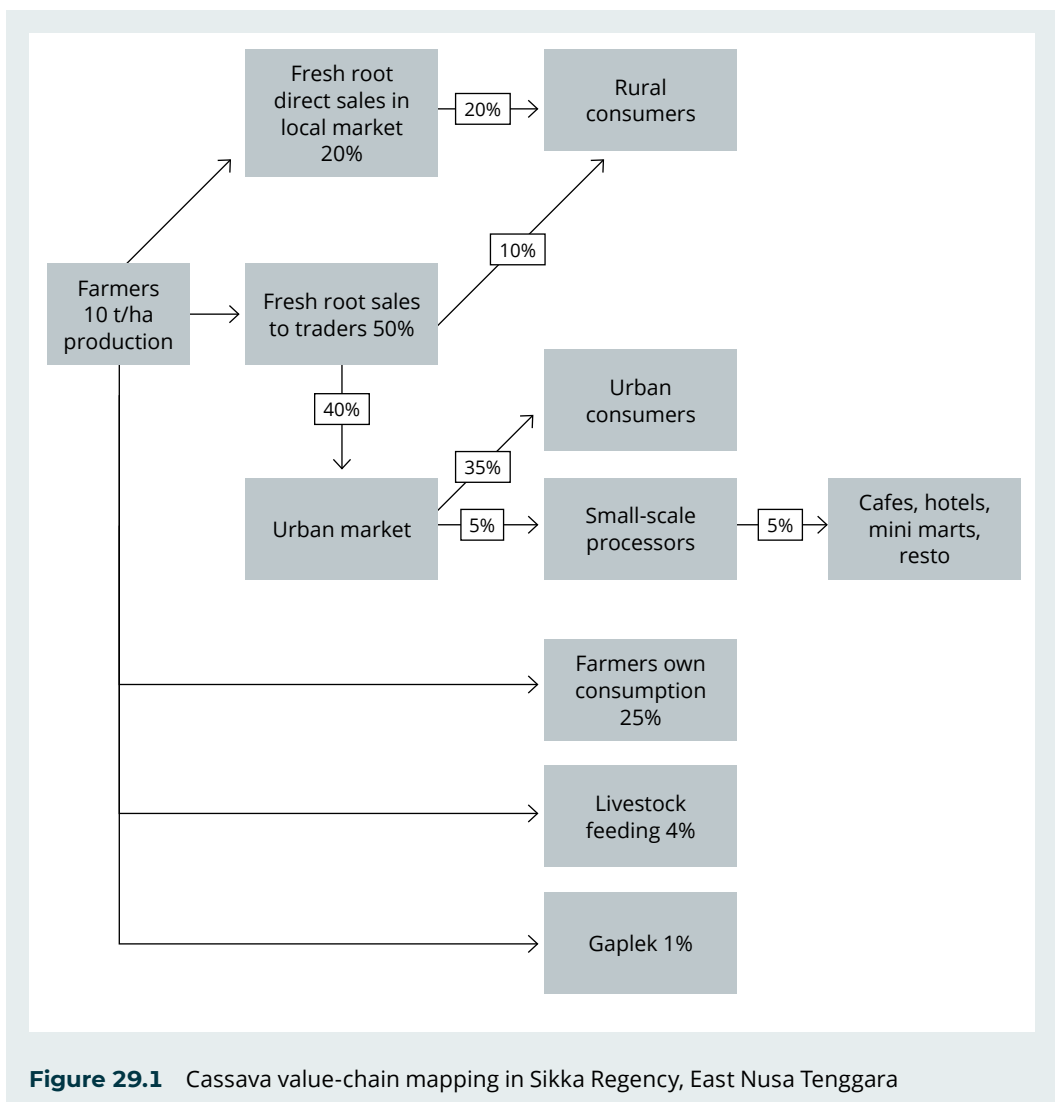 Fresh root
direct sales in
local market
20%
20%
Rural
consumers
10%
Farmers
10 t/ha
production
Fresh root sales
to traders 50%
40%
Urban
consumers
35%
Urban market
5%
Small-scale
processors
5%
Cafes, hotels,
mini marts,
resto
Farmers own
consumption
25%
Livestock
feeding 4%
Gaplek 1%
Figure 29.1 Cassava value-chain mapping in Sikka Regency, East Nusa Tenggara